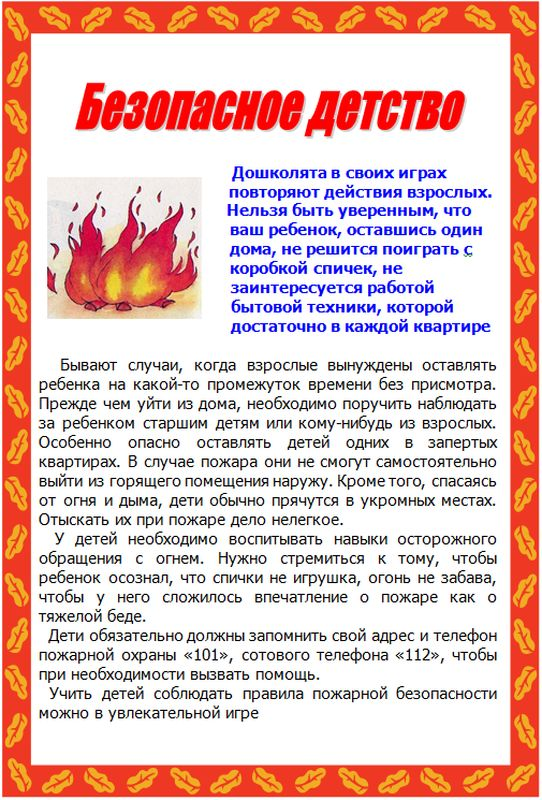 Безопасное детство
Дошколята в своих играх
повторяют действия взрослых.
Нельзя быть уверенным, что
ваш ребенок, оставшись один
дома, не решится поиграть с
коробкой спичек, не
заинтересуется работой
бытовой техники, которой
достаточно в каждой квартире
Бывают случаи, когда взрослые вынуждены оставлять
ребенка на какой-то промежуток времени без присмотра.
Прежде чем уйти из дома, необходимо поручить наблюдать
за ребенком старшим детям или кому-нибудь из взрослых.
Особенно опасно оставлять детей одних в запертых
квартирах. В случае пожара они не смогут самостоятельно
выйти из горящего помещения наружу. Кроме того, спасаясь
от огня и дыма, дети обычно прячутся в укромных местах.
Отыскать их при пожаре дело нелегкое.
У детей необходимо воспитывать навыки осторожного
обращения с огнем. Нужно стремиться к тому, чтобы
ребенок осознал, что спички не игрушка, огонь не забава,
чтобы у него сложилось впечатление о пожаре как о
тяжелой беде.
Дети обязательно должны запомнить свой адрес и телефон
пожарной охраны «101», сотового телефона «112», чтобы
при необходимости вызвать помощь.
Учить детей соблюдать правила пожарной безопасности
можно в увлекательной игре